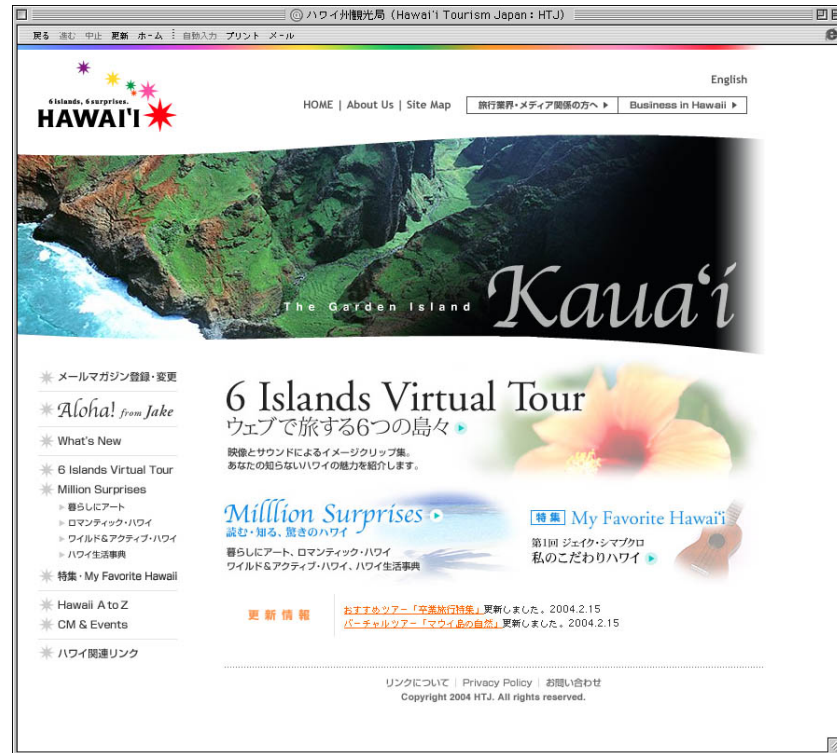 ハワイ州観光局 (Hawai'i Tourism Japan: HTJ)
戻る 進む 中止 更新 ホーム 自動入力 プリント メール
English
6 islands, 6 surprises.
HAWAI'I
HOME | About Us | Site Map
旅行業界・メディア関係の方へ
Business in Hawaii
The Garden Island
Kaua'i
メールマガジン登録・変更
Aloha! from Jake
What's New
6 Islands Virtual Tour
Million Surprises
暮らしにアート
ロマンティック・ハワイ
ワイルド&アクティブ・ハワイ
ハワイ生活事典
特集・My Favorite Hawaii
Hawaii A to Z
CM & Events
ハワイ関連リンク
6 Islands Virtual Tour
ウェブで旅する6つの島々
映像とサウンドによるイメージクリップ集。
あなたの知らないハワイの魅力を紹介します。
Milllion Surprises
読む・知る、驚きのハワイ
暮らしにアート、ロマンティック・ハワイ
ワイルド&アクティブ・ハワイ、ハワイ生活事典
特集 My Favorite Hawai'i
第1回 ジェイク・シマブクロ
私のこだわりハワイ
更新情報
おすすめツアー「卒業旅行特集」更新しました。2004.2.15
バーチャルツアー「マウイ島の自然」更新しました。2004.2.15
リンクについて | Privacy Policy | お問い合わせ
Copyright 2004 HTJ. All rights reserved.